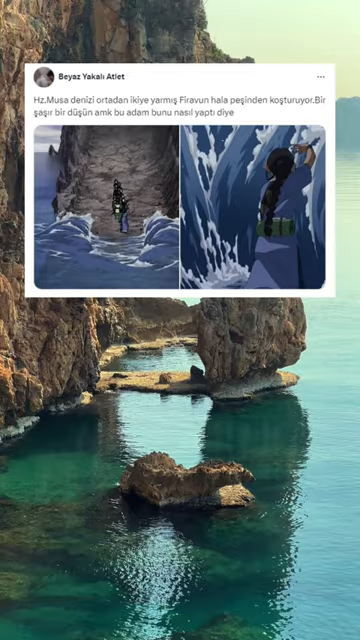 Beyaz Yakalı Atlet
Hz.Musa denizi ortadan ikiye yarmış Firavun hala peşinden koşturuyor.Bir
şaşır bir düşün amk bu adam bunu nasıl yaptı diye